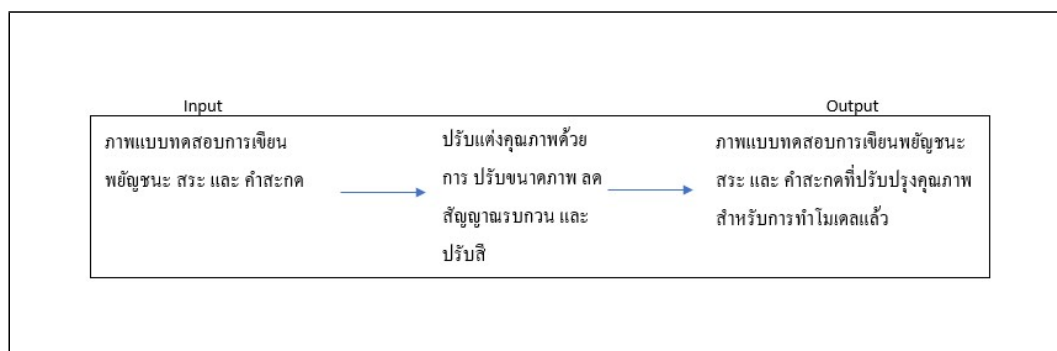 Input
Output
ภาพแบบทดสอบการเขียน
พยัญชนะ สระ และ คำสะกด
ปรับแต่งคุณภาพด้วย
การ ปรับขนาดภาพ ลด
สัญญาณรบกวน และ
ปรับสี
ภาพแบบทดสอบการเขียนพยัญชนะ
สระ และ คำสะกดที่ปรับปรุงคุณภาพ
สำหรับการทำโมเดลแล้ว